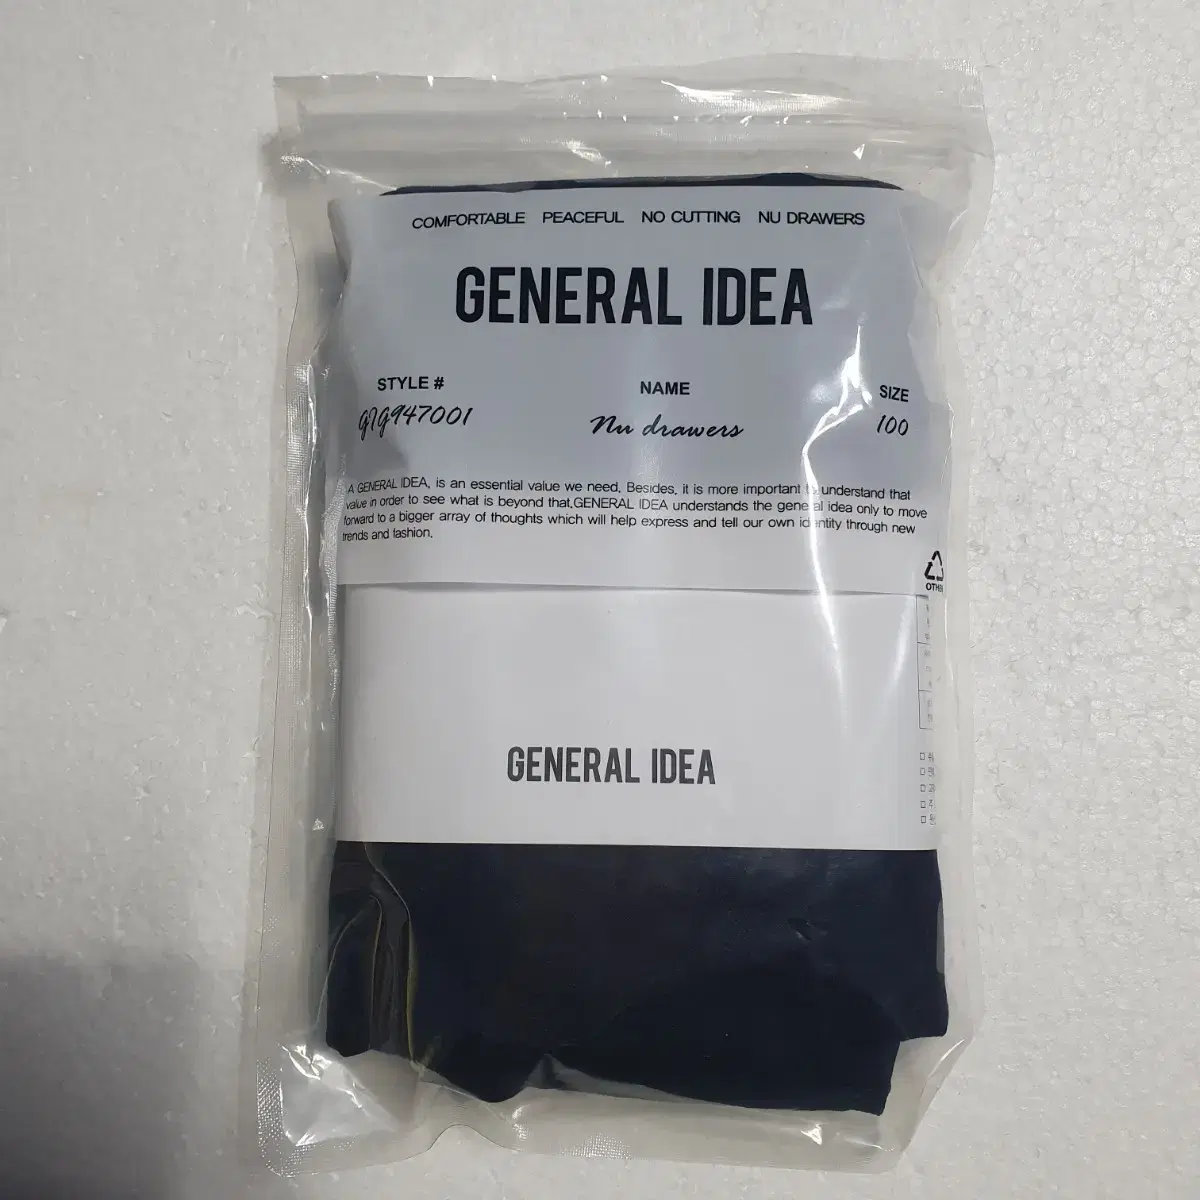 COMFORTABLE PEACEFUL NO CUTTING NU DRAWERS
GENERAL IDEA
STYLE # NAME SIZE
g7g947001 Nu drawers 100
A GENERAL IDEA, is an essential value we need. Besides, it is more important to understand that
value in order to see what is beyond that.GENERAL IDEA understands the general idea only to move
forward to a bigger array of thoughts which will help express and tell our own identity through new
trends and fashion.
OTHER
GENERAL IDEA